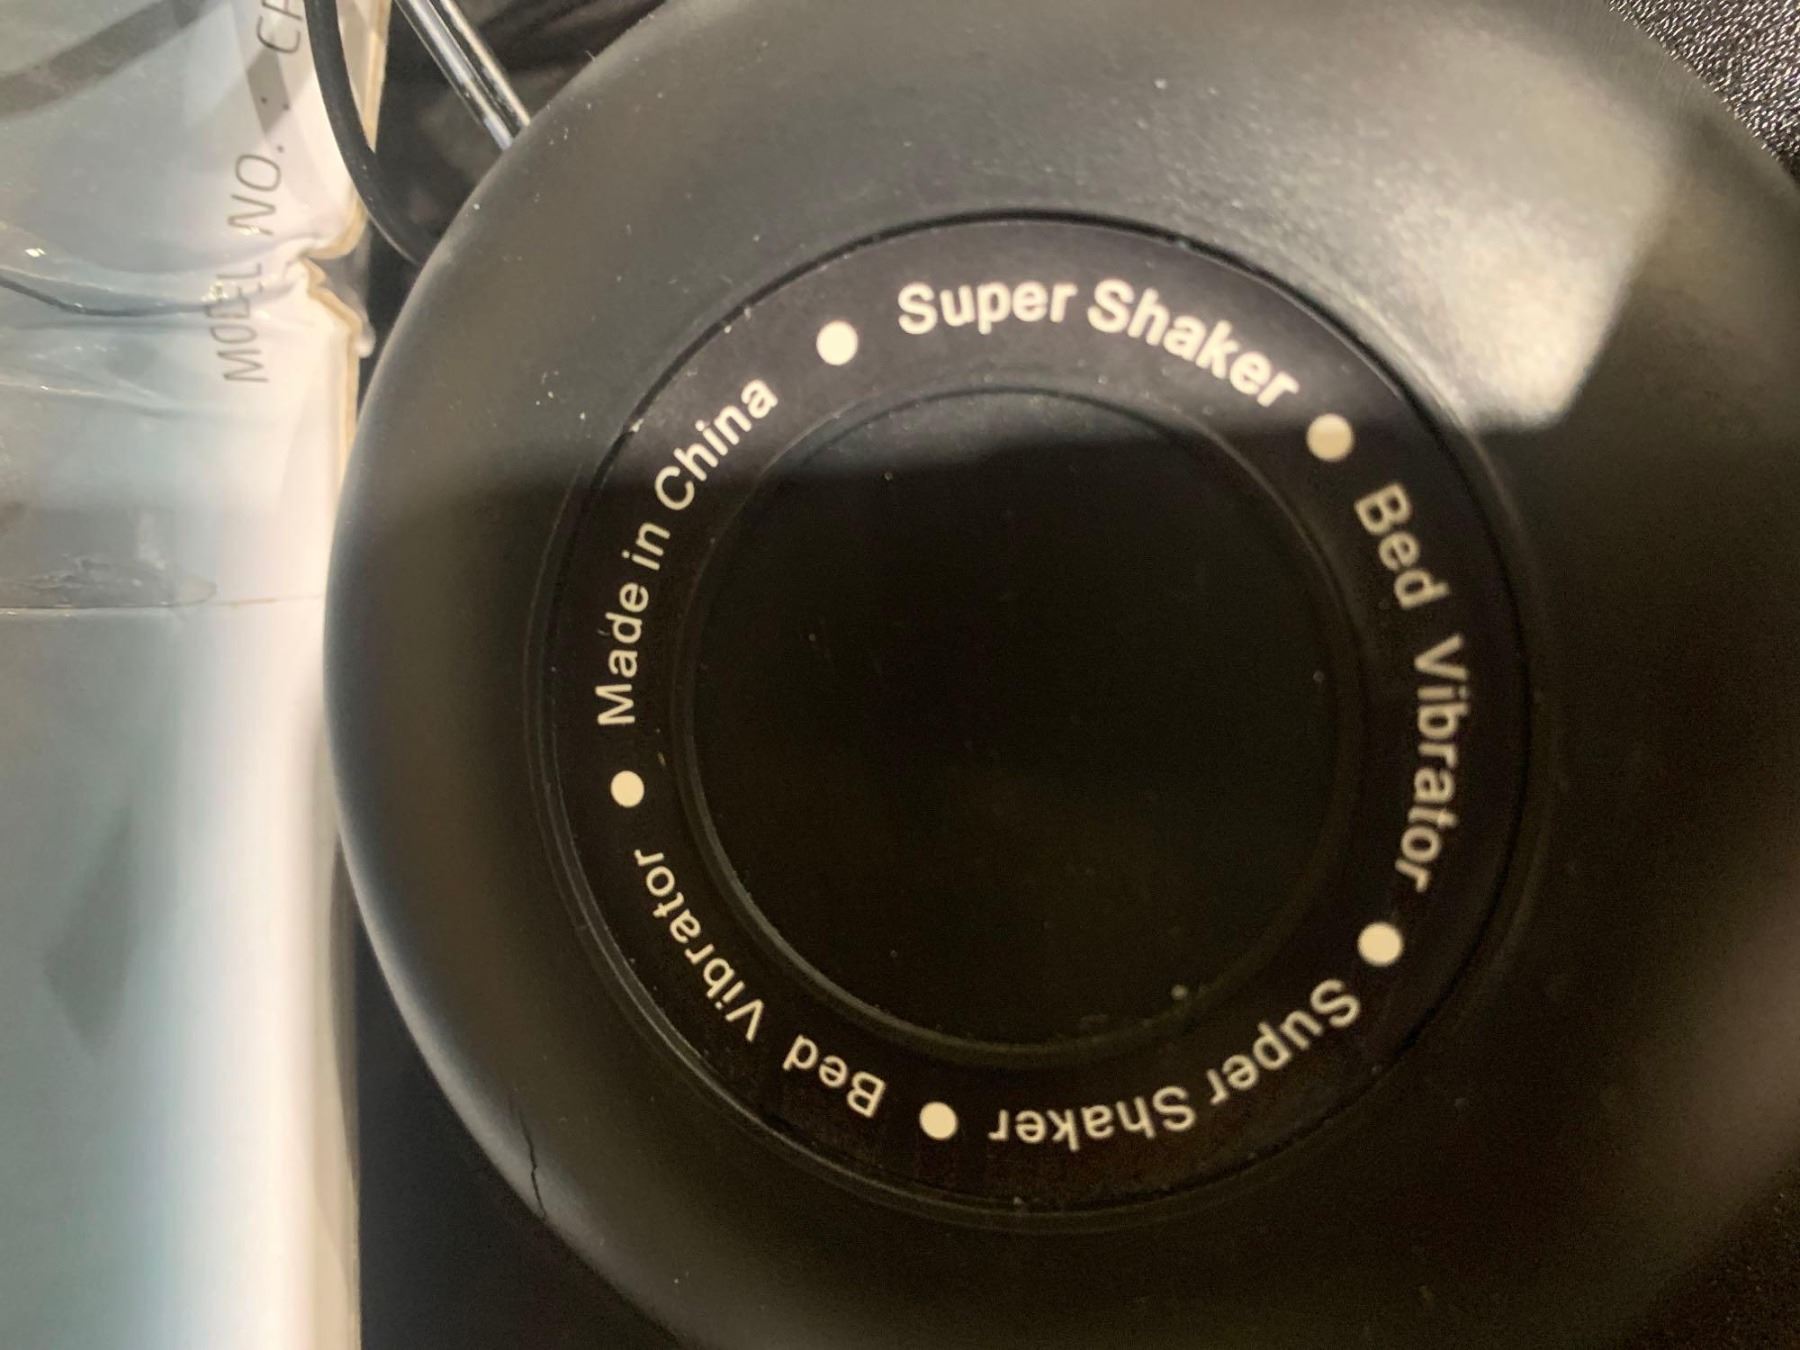 Super Shaker
Bed Vibrator
Super Shaker
Bed Vibrator
Made in China
MODEL NO.: